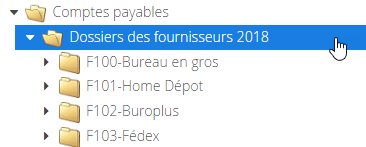 Comptes payables
Dossiers des fournisseurs 2018
F100-Bureau en gros
F101-Home Dépot
F102-Buroplus
F103-Fédex